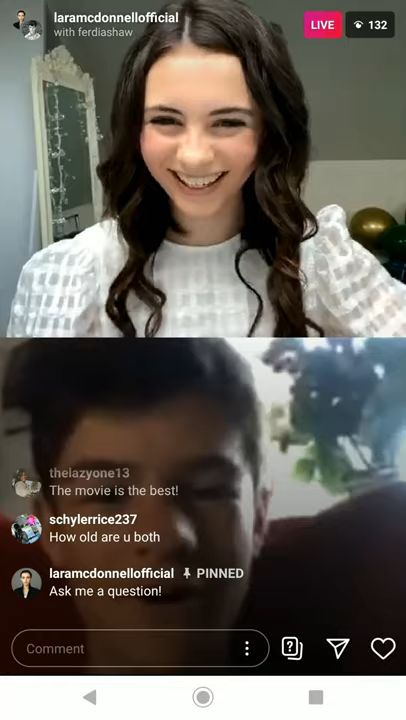 laramcdonnellofficial
with ferdiashaw
LIVE
132
thelazyone13
The movie is the best!
schylerrice237
How old are u both
laramcdonnellofficial PINNED
Ask me a question!
Comment